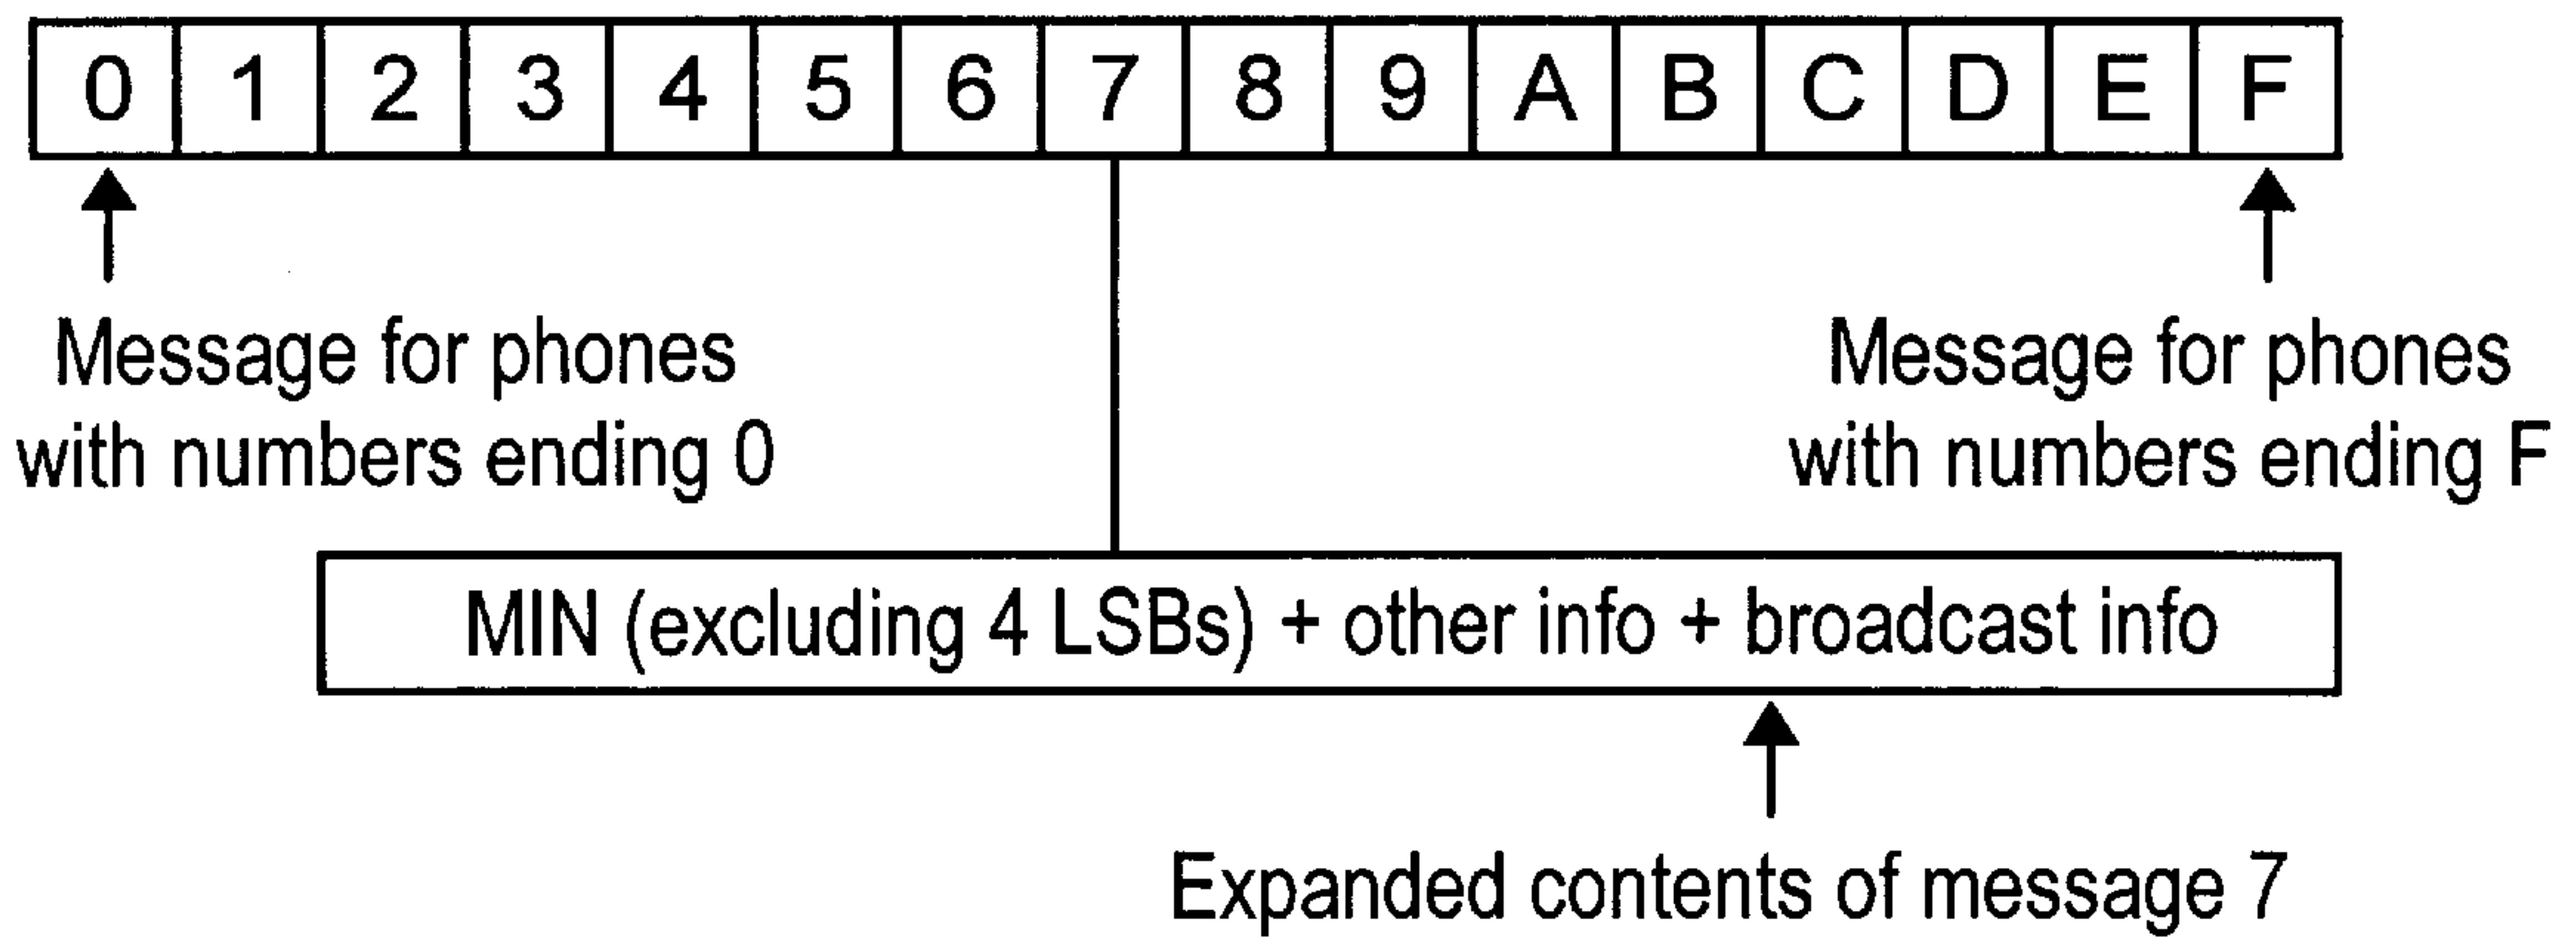 0 1 2 3 4 5 6 7 8 9 A B C D E F
Message for phones
with numbers ending 0
Message for phones
with numbers ending F
MIN (excluding 4 LSBs) + other info + broadcast info
Expanded contents of message 7